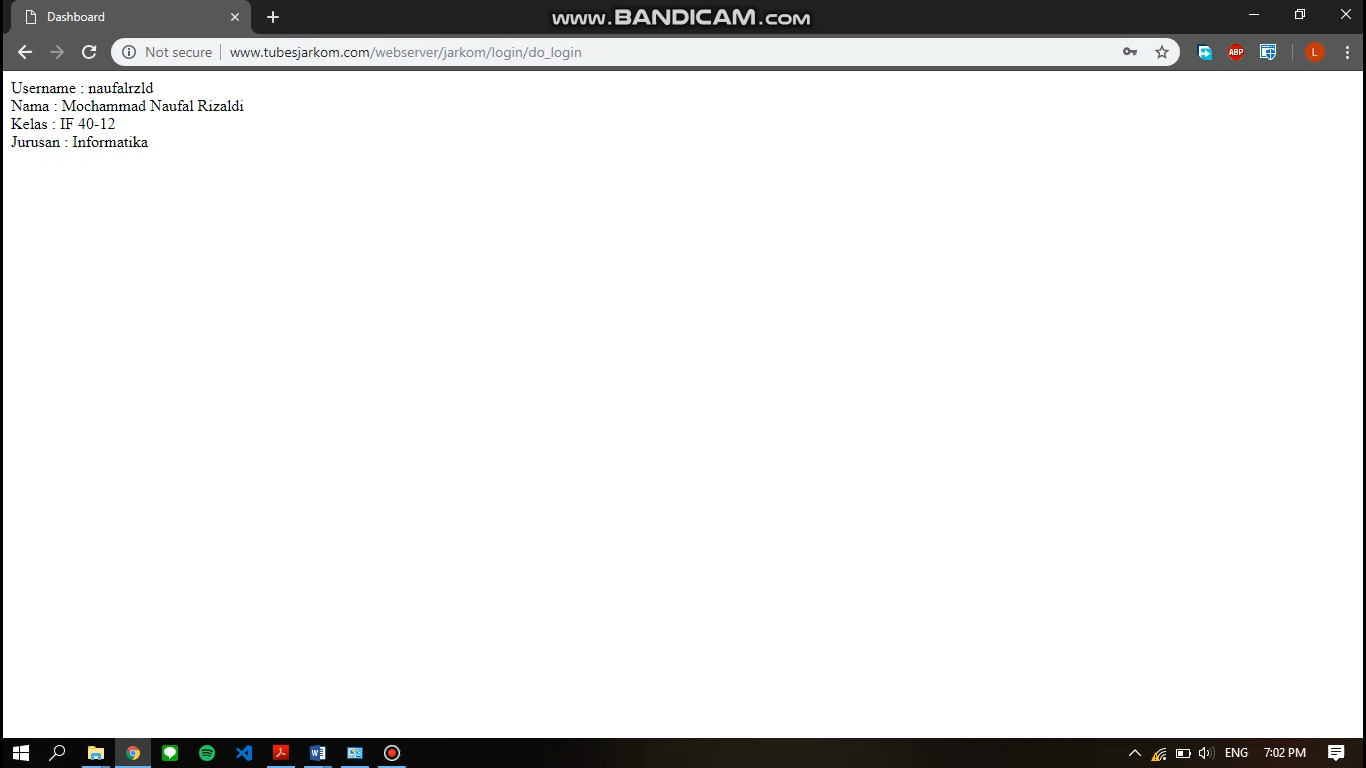 Dashboard
www.BANDICAM.com
Not secure
www.tubesjarkom.com/webserver/jarkom/login/do_login
ABP
L
Username : naufalrzld
Nama : Mochammad Naufal Rizaldi
Kelas : IF 40-12
Jurusan : Informatika
ENG
7:02 PM